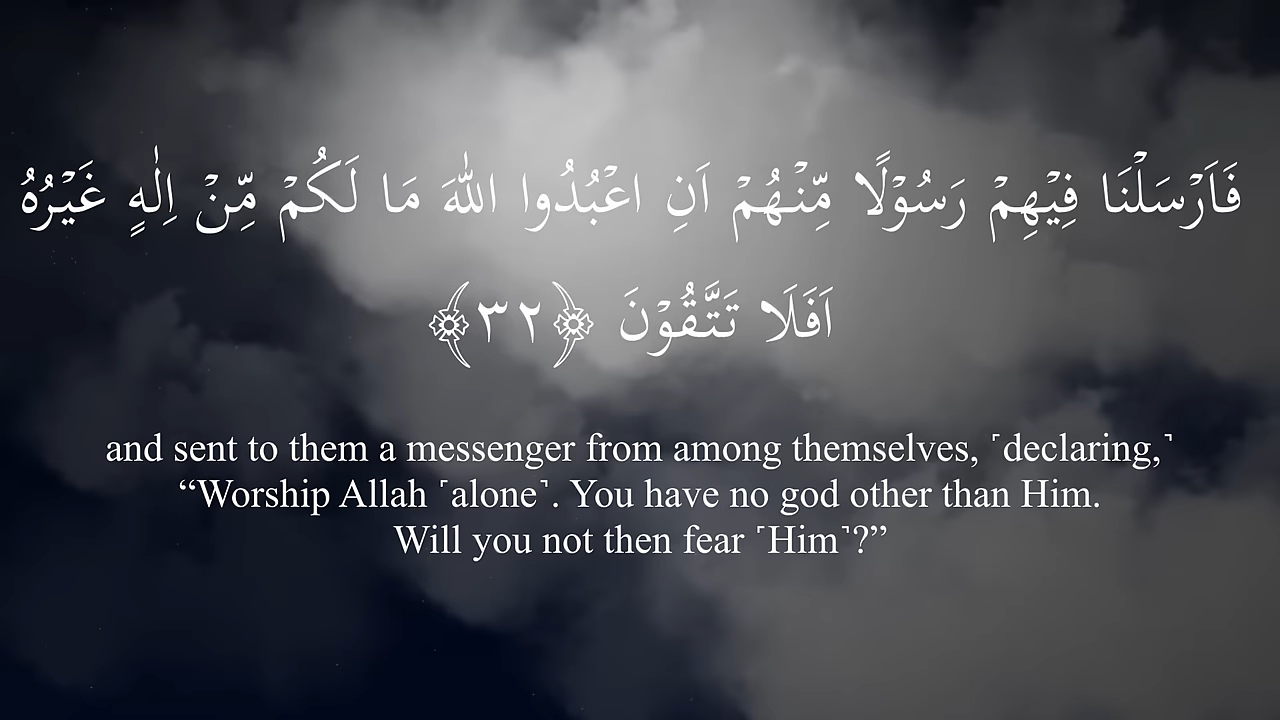 فَاَرْسَلْنَا فِيْهِمْ رَسُوْلًا مِّنْهُمْ اَنِ اعْبُدُوا اللّٰهَ مَا لَكُمْ مِّنْ اِلٰهٍ غَيْرُهٗ
اَفَلَا تَتَّقُوْنَ ﴿٣٢﴾
and sent to them a messenger from among themselves, ˹declaring,˺
“Worship Allah ˹alone˺. You have no god other than Him.
Will you not then fear ˹Him˺?”